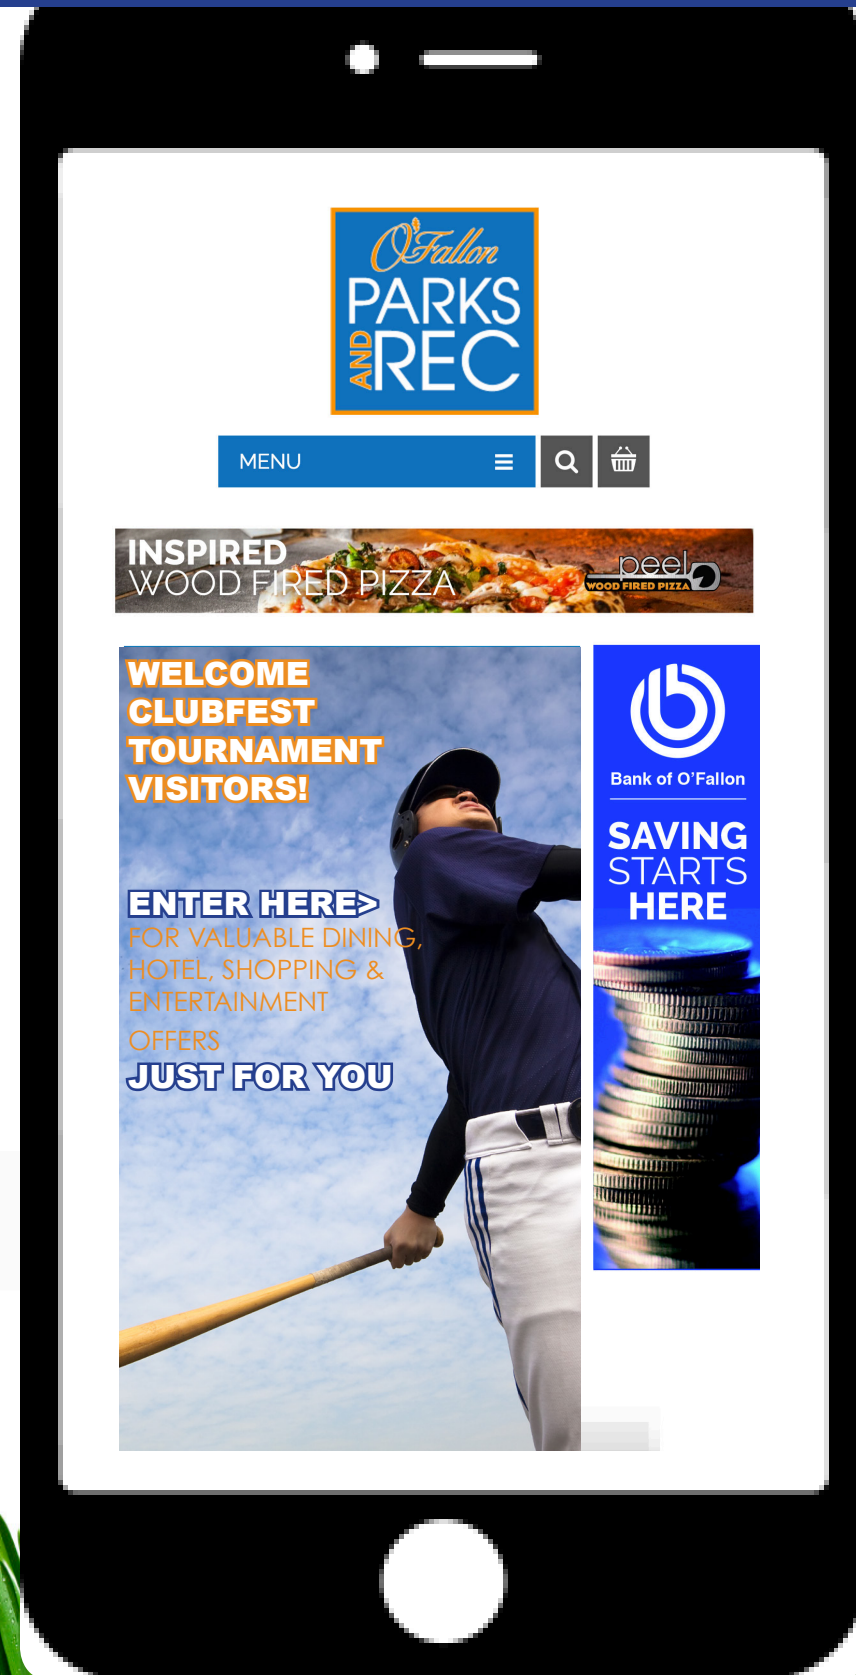 O'Fallon
PARKS
AND REC
MENU
INSPIRED
WOOD FIRED PIZZA
peel
WOOD FIRED PIZZA
WELCOME
CLUBFEST
TOURNAMENT
VISITORS!
ENTER HERE>
FOR VALUABLE DINING,
HOTEL, SHOPPING &
ENTERTAINMENT
OFFERS
JUST FOR YOU
b
Bank of O'Fallon
SAVING
STARTS
HERE